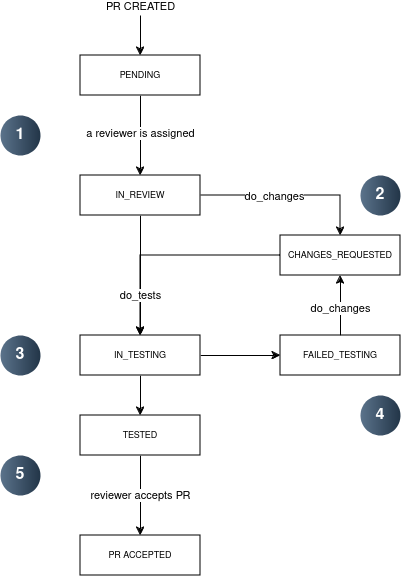 PR CREATED
PENDING
1
a reviewer is assigned
IN_REVIEW
do_changes
2
CHANGES_REQUESTED
do_tests
do_changes
3
IN_TESTING
FAILED_TESTING
4
TESTED
5
reviewer accepts PR
PR ACCEPTED